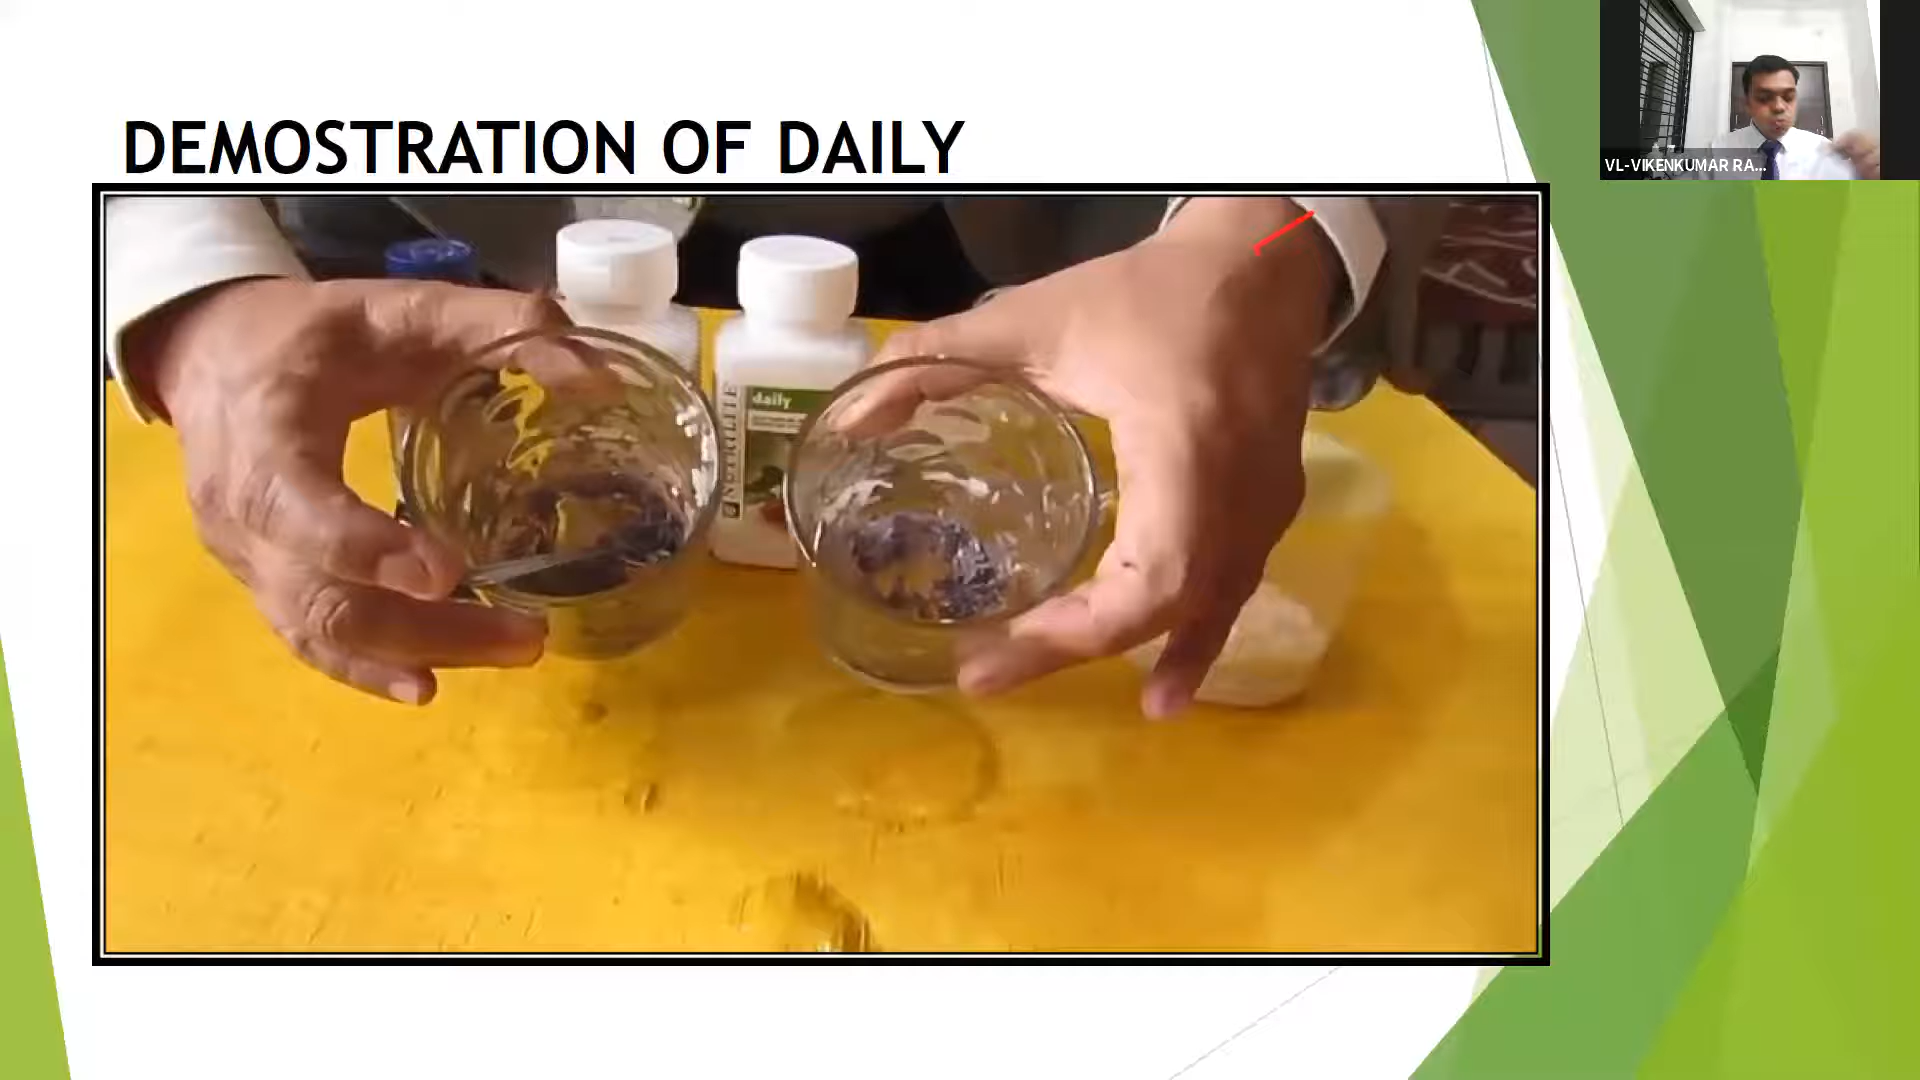 DEMOSTRATION OF DAILY
VL-VIKENKUMAR RA...
daily
NUTRILITE